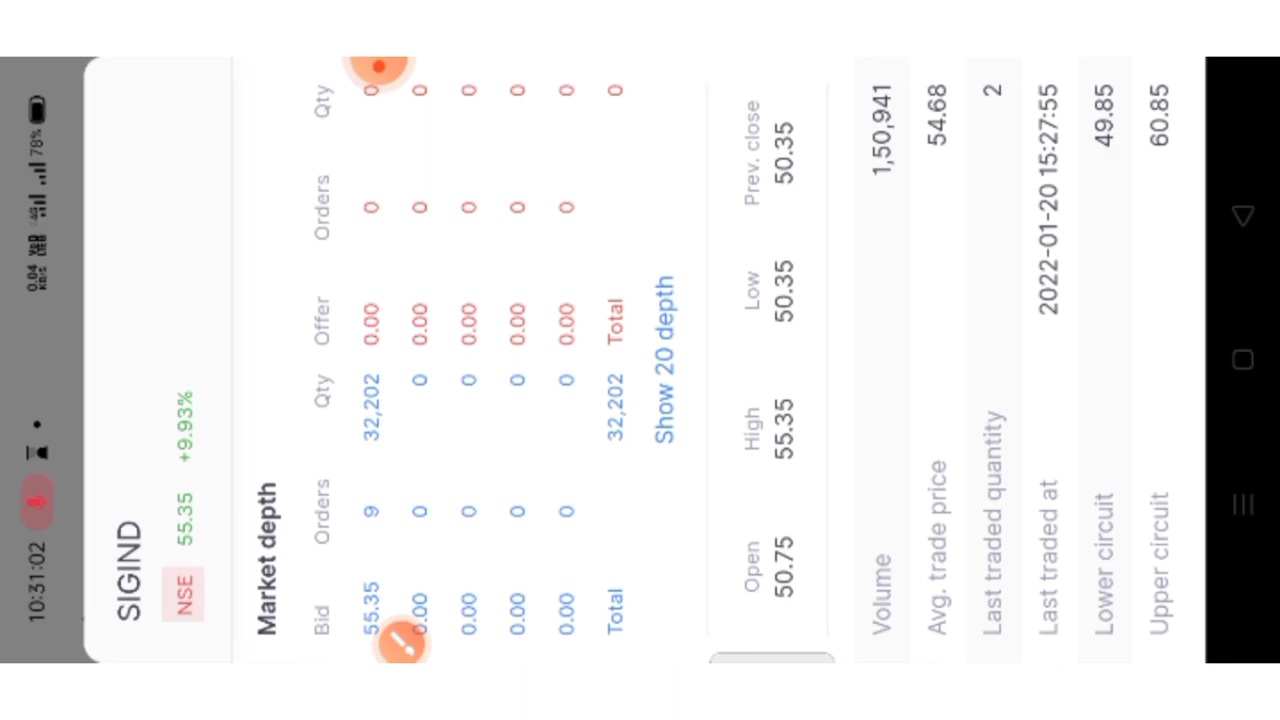 10:31:02 0.04 KB/S VoD LTE 4G 78%
SIGIND
NSE 55.35 +9.93%
Market depth
Bid Orders Qty Offer Orders Qty
55.35 9 32,202 0.00 0 0
0.00 0 0 0.00 0 0
0.00 0 0 0.00 0 0
0.00 0 0 0.00 0 0
0.00 0 0 0.00 0 0
Total 32,202 Total 0
Show 20 depth
Open High Low Prev. close
50.75 55.35 50.35 50.35
Volume 1,50,941
Avg. trade price 54.68
Last traded quantity 2
Last traded at 2022-01-20 15:27:55
Lower circuit 49.85
Upper circuit 60.85